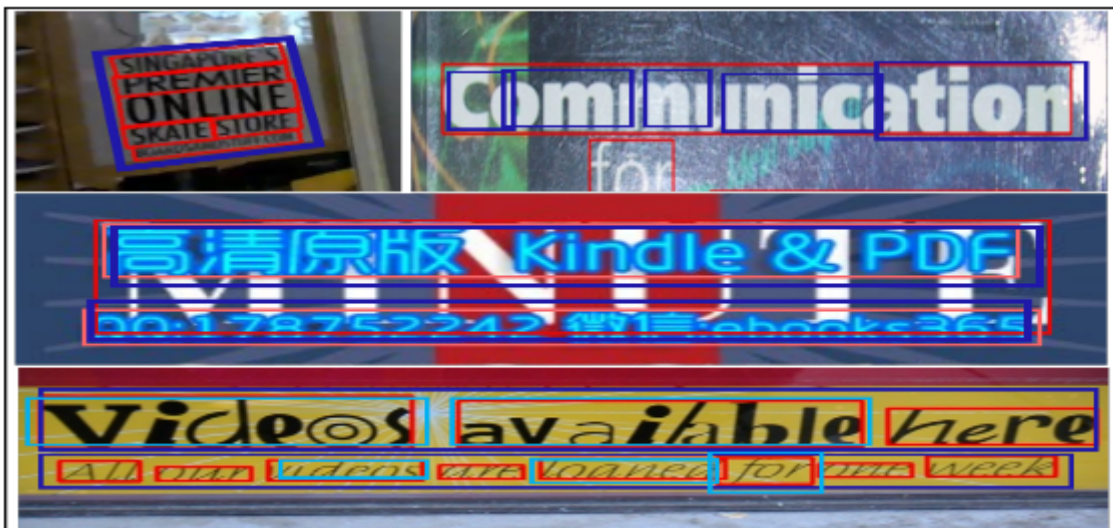 SINGAPORE'S
PREMIER
ONLINE
SKATE STORE
Communication
for
MINUTE
高清原版 Kindle & PDF
QQ:178752242 微信:ebooks365
Videos available here
All our videos are loaned for one week